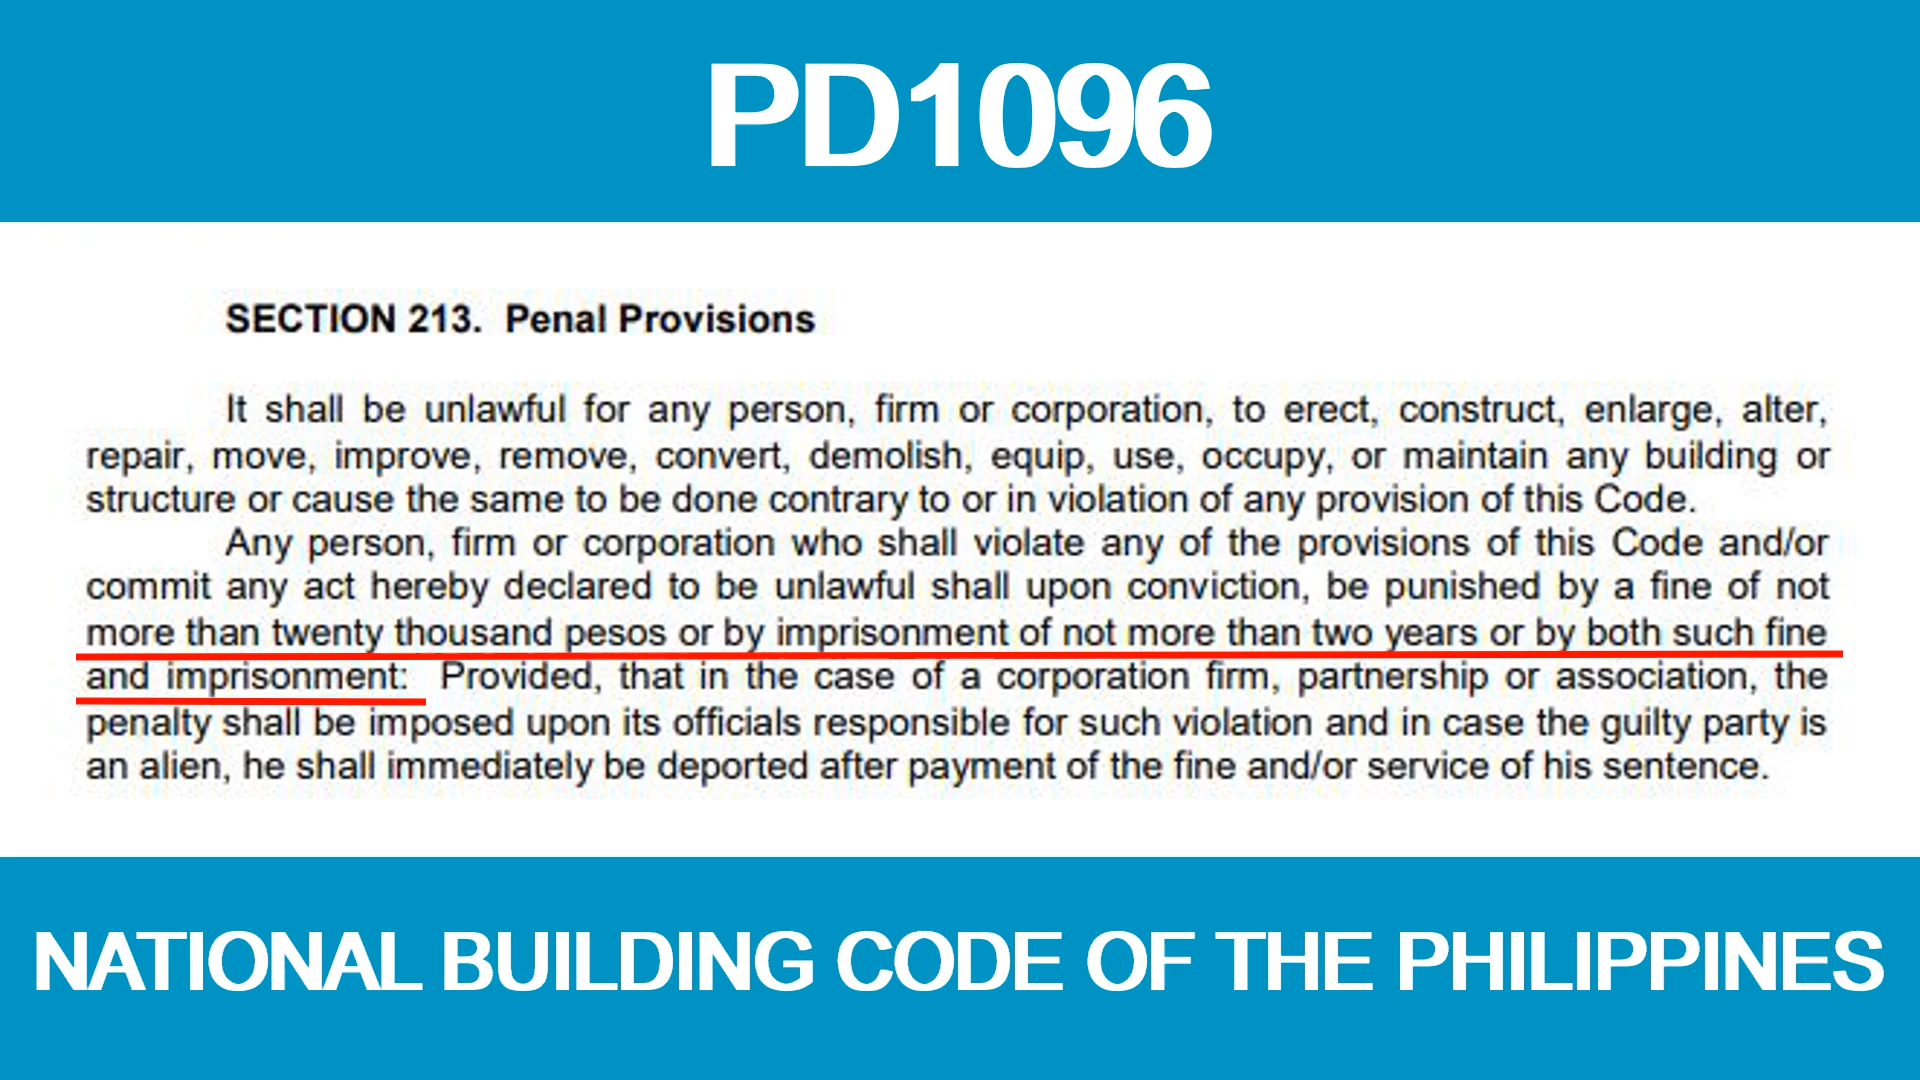 PD1096
SECTION 213. Penal Provisions
It shall be unlawful for any person, firm or corporation, to erect, construct, enlarge, alter,
repair, move, improve, remove, convert, demolish, equip, use, occupy, or maintain any building or
structure or cause the same to be done contrary to or in violation of any provision of this Code.
Any person, firm or corporation who shall violate any of the provisions of this Code and/or
commit any act hereby declared to be unlawful shall upon conviction, be punished by a fine of not
more than twenty thousand pesos or by imprisonment of not more than two years or by both such fine
and imprisonment: Provided, that in the case of a corporation firm, partnership or association, the
penalty shall be imposed upon its officials responsible for such violation and in case the guilty party is
an alien, he shall immediately be deported after payment of the fine and/or service of his sentence.
NATIONAL BUILDING CODE OF THE PHILIPPINES